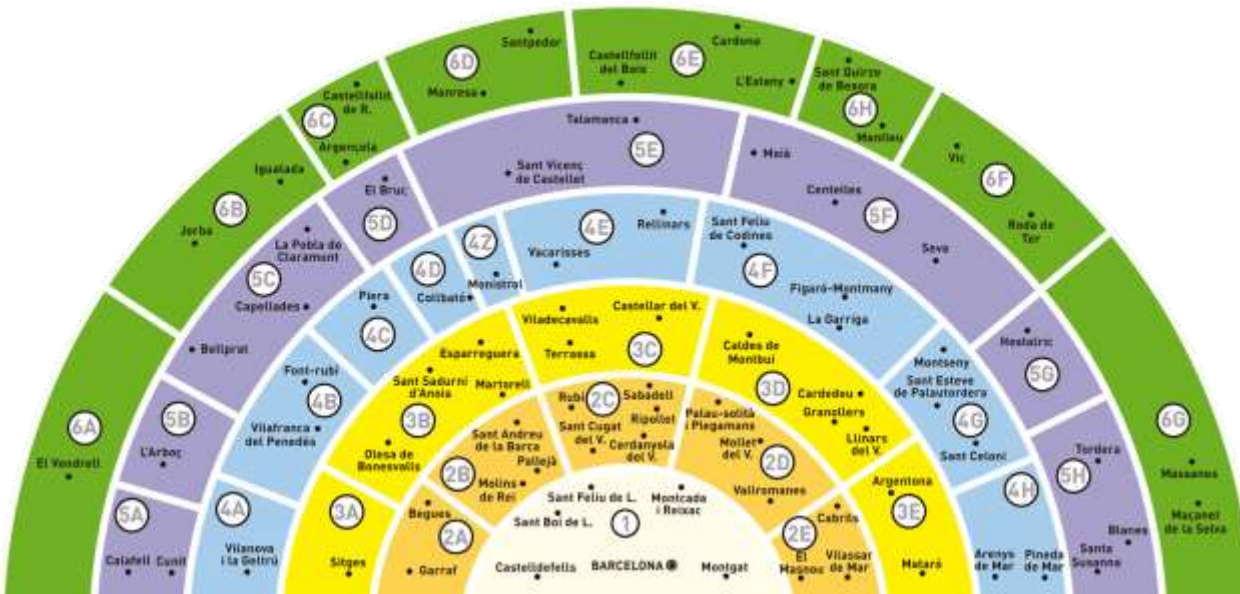 Santpedor
6D
Manresa
Castellfollit
del Boix
6E
Cardona
L'Estany
Sant Quirze
de Besora
6H
Manlleu
Castellfollit
de R.
6C
Argençola
Vic
6F
Roda de
Ter
Igualada
6B
Jorba
6A
El Vendrell
6G
Massanes
Maçanet
de la Selva
Talamanca
5E
Sant Vicenç
de Castellet
Moià
Centelles
5F
Seva
El Bruc
5D
La Pobla de
Claramunt
5C
Capellades
Bellprat
5B
L'Arboç
5A
Calafell
Cunit
Hostalric
5G
Tordera
5H
Blanes
Santa
Susanna
4Z
Monistrol
4E
Rellinars
Vacarisses
Sant Feliu
de Codines
4F
Figaró-Montmany
La Garriga
4D
Collbató
Piera
4C
Font-rubí
4B
Vilafranca
del Penedès
4A
Vilanova
i la Geltrú
Montseny
Sant Esteve
de Palautordera
4G
Sant Celoni
4H
Arenys
de Mar
Pineda
de Mar
Viladecavalls
Castellar del V.
Terrassa
3C
Caldes de
Montbui
3D
Cardedeu
Granollers
Llinars
del V.
Esparreguera
Sant Sadurní
d'Anoia
Martorell
3B
Olesa de
Bonesvalls
3A
Sitges
Argentona
3E
Mataró
Rubí
2C
Sabadell
Ripollet
Sant Cugat
del V.
Cerdanyola
del V.
Palau-solità
i Plegamans
Mollet
del V.
2D
Vallromanes
Sant Andreu
de la Barca
Pallejà
2B
Molins
de Rei
Begues
2A
Garraf
2E
Cabrils
El
Masnou
Vilassar
de Mar
Sant Feliu de L.
Montcada
i Reixac
Sant Boi de L.
1
Castelldefels
BARCELONA
Montgat